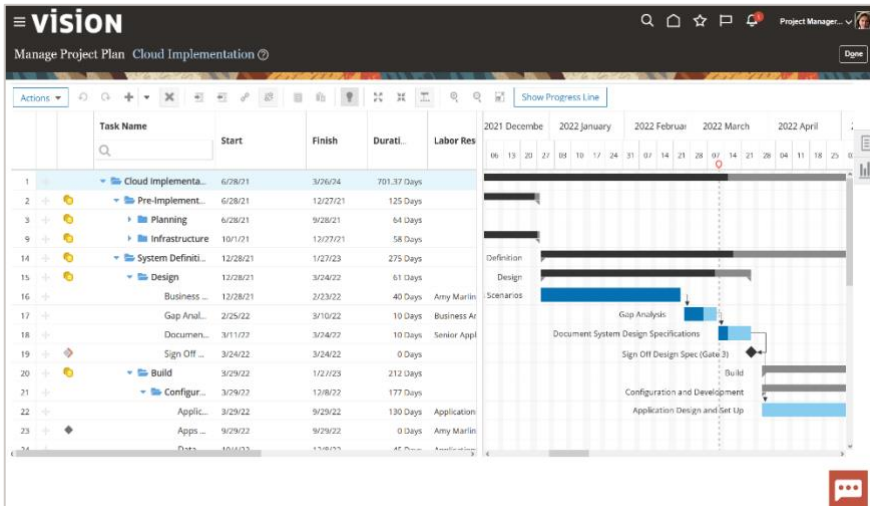 VISION
Project Manager...
Manage Project Plan Cloud Implementation
Done
Actions
Show Progress Line
Task Name Start Finish Durati.. Labor Res
2021 Decembe 2022 January 2022 Februar 2022 March 2022 April
06 13 20 27 03 10 17 24 31 07 14 21 28 07 14 21 28 04 11 18 25
1 Cloud Implementa... 6/28/21 3/26/24 701.37 Days
2 Pre-Implement... 6/28/21 12/27/21 125 Days
3 Planning 6/28/21 9/28/21 64 Days
9 Infrastructure 10/1/21 12/27/21 58 Days
14 System Definiti... 12/28/21 1/27/23 275 Days Definition
15 Design 12/28/21 3/24/22 61 Days Design
16 Business ... 12/28/21 2/23/22 40 Days Amy Marlin Scenarios
17 Gap Anal... 2/25/22 3/10/22 10 Days Business Ar Gap Analysis
18 Documen... 3/11/22 3/24/22 10 Days Senior Appl Document System Design Specifications
19 Sign Off ... 3/24/22 3/24/22 0 Days Sign Off Design Spec (Gate 3)
20 Build 3/29/22 1/27/23 212 Days Build
21 Configur... 3/29/22 12/8/22 177 Days Configuration and Development
22 Applic... 3/29/22 9/29/22 130 Days Application Application Design and Set Up
23 Apps ... 9/29/22 9/29/22 0 Days Amy Marlin